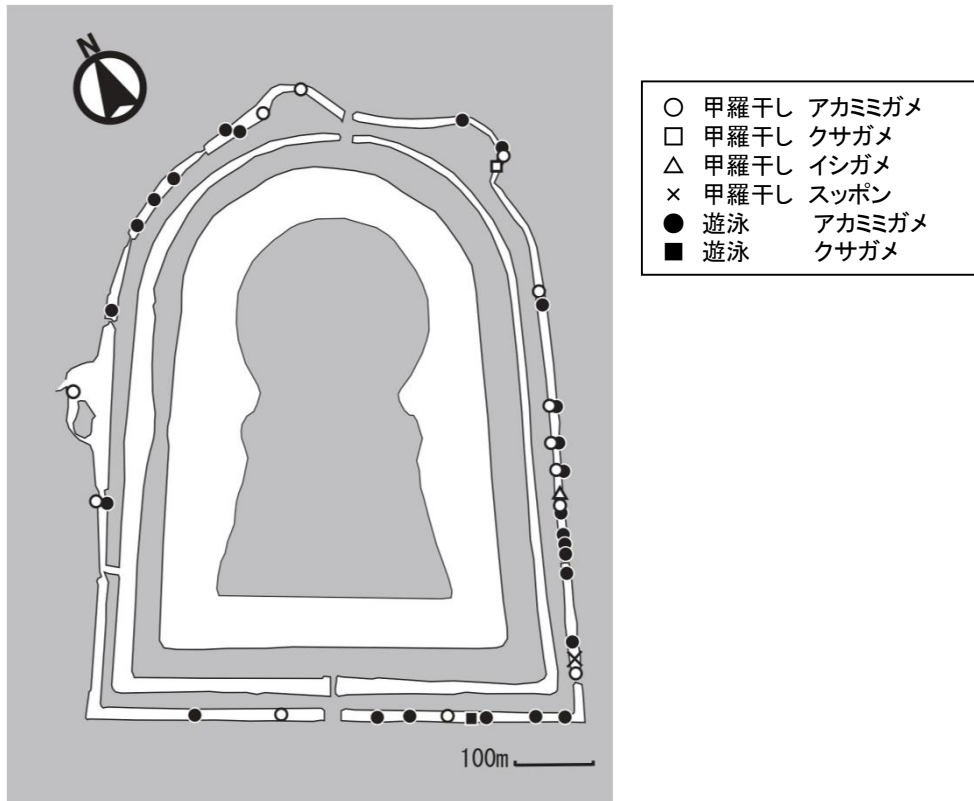 N
○ 甲羅干し アカミミガメ
□ 甲羅干し クサガメ
△ 甲羅干し イシガメ
× 甲羅干し スッポン
● 遊泳 アカミミガメ
■ 遊泳 クサガメ
100m